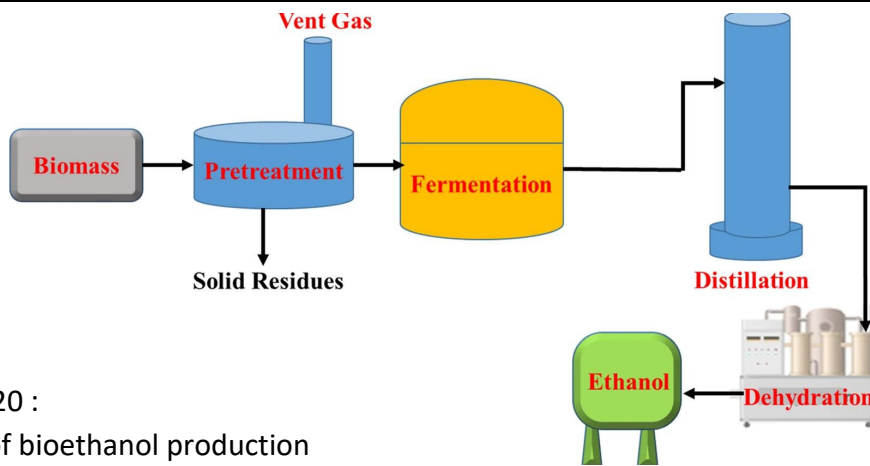 Vent Gas
Biomass
Pretreatment
Fermentation
Solid Residues
Distillation
Ethanol
Dehydration
20 :
f bioethanol production